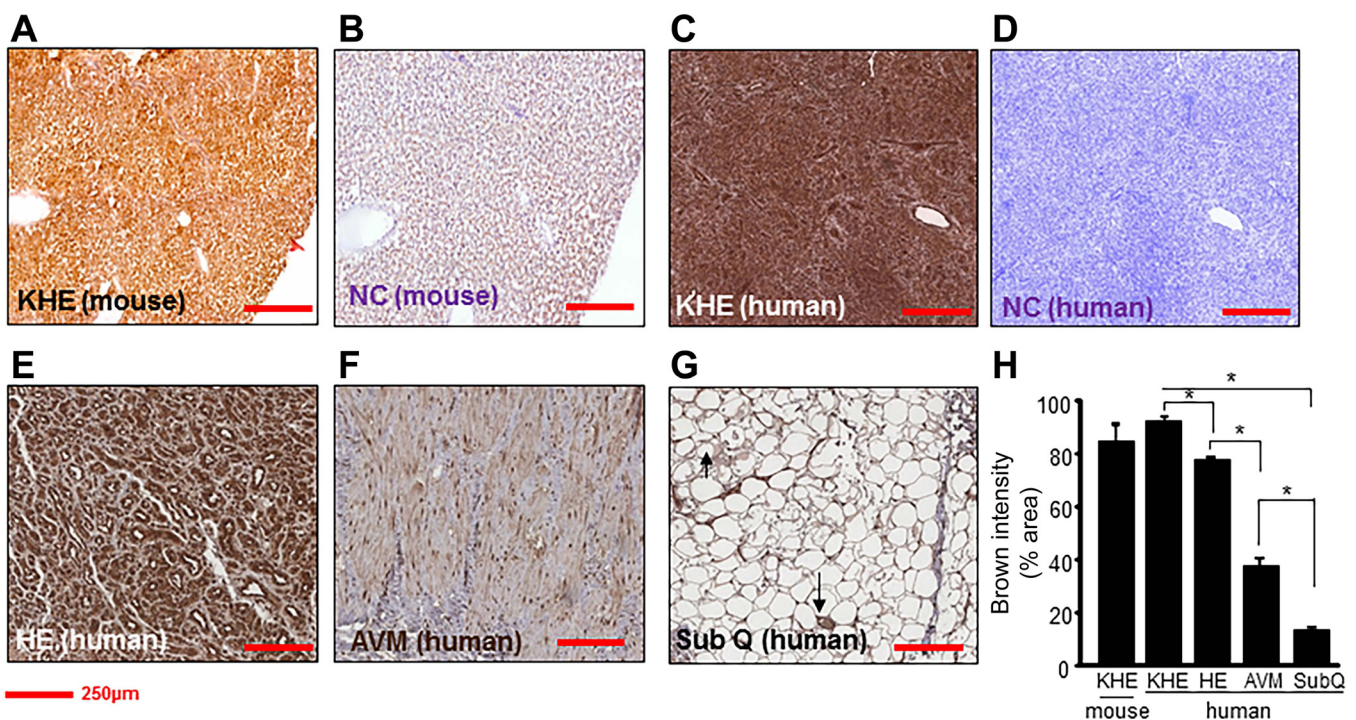 A
B
C
D
KHE (mouse)
NC (mouse)
KHE (human)
NC (human)
E
F
G
H
HE (human)
AVM (human)
Sub Q (human)
250µm
Brown intensity
(% area)
100
80
60
40
20
0
*
*
*
*
KHE KHE HE AVM SubQ
mouse human